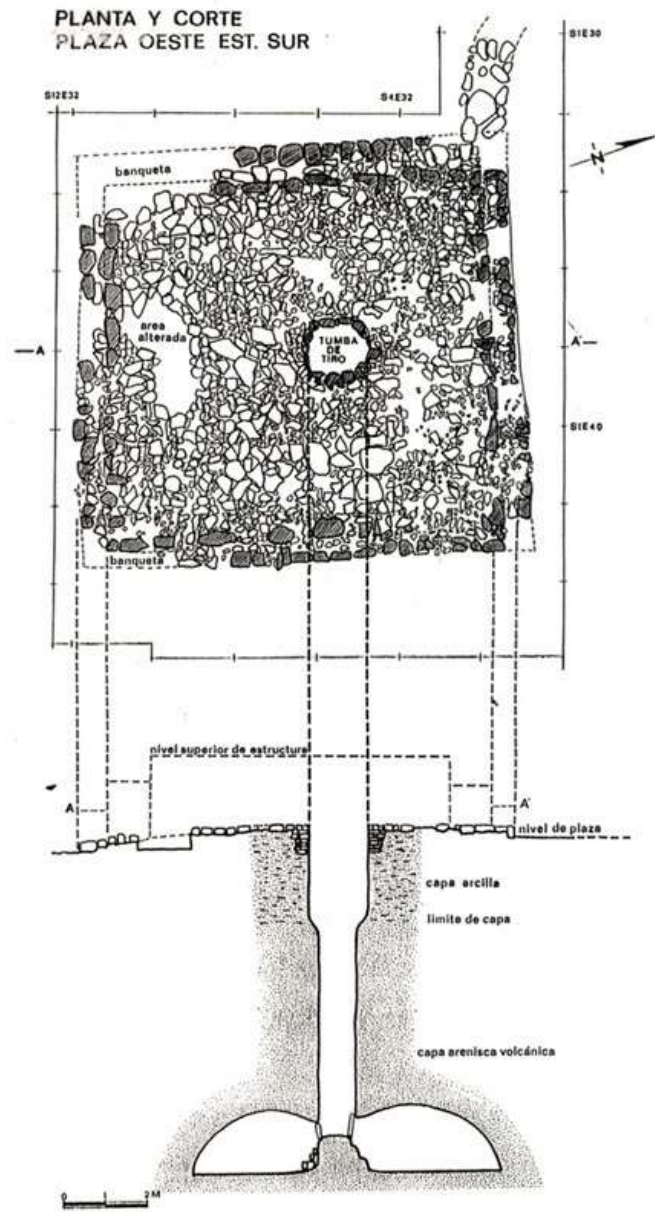 PLANTA Y CORTE
PLAZA OESTE EST. SUR
S1E30
S12E32
S4E32
N
banqueta
area
alterada
TUMBA
DE
TIRO
A
A'
S1E40
banqueta
nivel superior de estructura
A
A'
nivel de plaza
capa arcilla
limite de capa
capa arenisca volcánica
0 1 2M